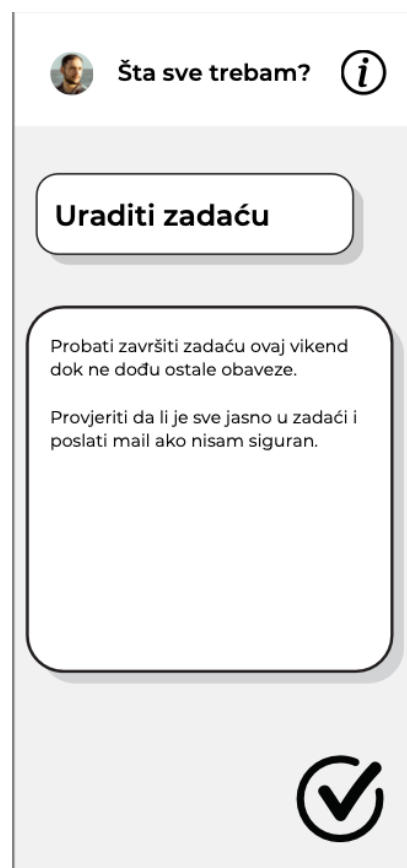 Šta sve trebam?
i
Uraditi zadaću
Probati završiti zadaću ovaj vikend
dok ne dođu ostale obaveze.
Provjeriti da li je sve jasno u zadaći i
poslati mail ako nisam siguran.